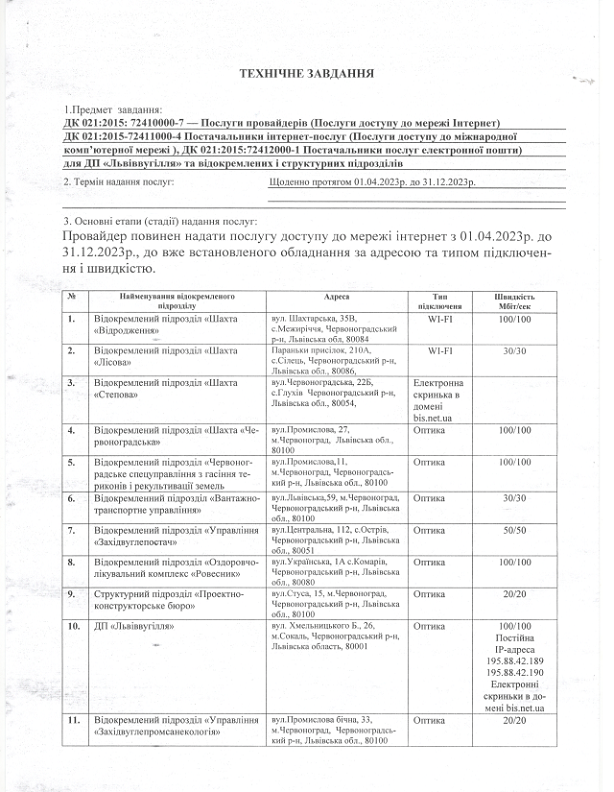 ТЕХНІЧНЕ ЗАВДАННЯ
1.Предмет завдання:
ДК 021:2015: 72410000-7 — Послуги провайдерів (Послуги доступу до мережі Інтернет)
ДК 021:2015-72411000-4 Постачальники інтернет-послуг (Послуги доступу до міжнародної
комп’ютерної мережі ), ДК 021:2015:72412000-1 Постачальники послуг електронної пошти)
для ДП «Львіввугілля» та відокремлених і структурних підрозділів
2. Термін надання послуг: Щоденно протягом 01.04.2023р. до 31.12.2023р.
3. Основні етапи (стадії) надання послуг:
Провайдер повинен надати послугу доступу до мережі інтернет з 01.04.2023р. до
31.12.2023р., до вже встановленого обладнання за адресою та типом підключен-
ня і швидкістю.
№ Найменування відокремленого Адреса Тип Швидкість
підрозділу підключеня Мбіт/сек
1. Відокремлений підрозділ «Шахта вул. Шахтарська, 35В, WI-FI 100/100
«Відродження» с.Межиріччя, Червоноградський
р-н, Львівська обл, 80084
2. Відокремлений підрозділ «Шахта Параньки присілок, 210А, WI-FI 30/30
«Лісова» с.Сілець, Червоноградський р-н,
Львівська обл., 80086,
3. Відокремлений підрозділ «Шахта вул.Червоноградська, 22Б, Електронна
«Степова» с.Глухів Червоноградський р-н, скринька в
Львівська обл., 80054, домені
bis.net.ua
4. Відокремлений підрозділ «Шахта «Че- вул.Промислова, 27, Оптика 100/100
рвоноградська» м.Червоноград, Львівська обл.,
80100
5. Відокремлений підрозділ «Червоног- вул.Промислова,11, Оптика 100/100
радське спецуправління з гасіння те- м.Червоноград, Червоноградсь-
риконів і рекультивації земель кий р-н, Львівська обл., 80100
6. Відокремленний підрозділ «Вантажно- вул.Львівська,59, м.Червоноград, Оптика 30/30
транспортне управління» Червоноградський р-н, Львівська
обл., 80100
7. Відокремлений підрозділ «Управління вул.Центральна, 112, с.Острів, Оптика 50/50
«Західвуглепостач» Червоноградський р-н, Львівська
обл., 80051
8. Відокремлений підрозділ «Оздоровчо- вул.Українська, 1А с.Комарів, Оптика 100/100
лікувальний комплекс «Ровесник» Червоноградський р-н, Львівська
обл., 80080
9. Структурний підрозділ «Проектно- вул.Стуса, 15, м.Червоноград, Оптика 20/20
конструкторське бюро» Червоноградський р-н, Львівська
обл., 80100
10. ДП «Львіввугілля» вул. Хмельницького Б., 26, Оптика 100/100
м.Сокаль, Червоноградський р-н, Постійна
Львівська область, 80001 IP-адреса
195.88.42.189
195.88.42.190
Електронні
скриньки в до-
мені bis.net.ua
11. Відокремлений підрозділ «Управління вул.Промислова бічна, 33, Оптика 20/20
«Західвуглепромсанекологія» м.Червоноград, Червоноградсь-
кий р-н, Львівська обл., 80100